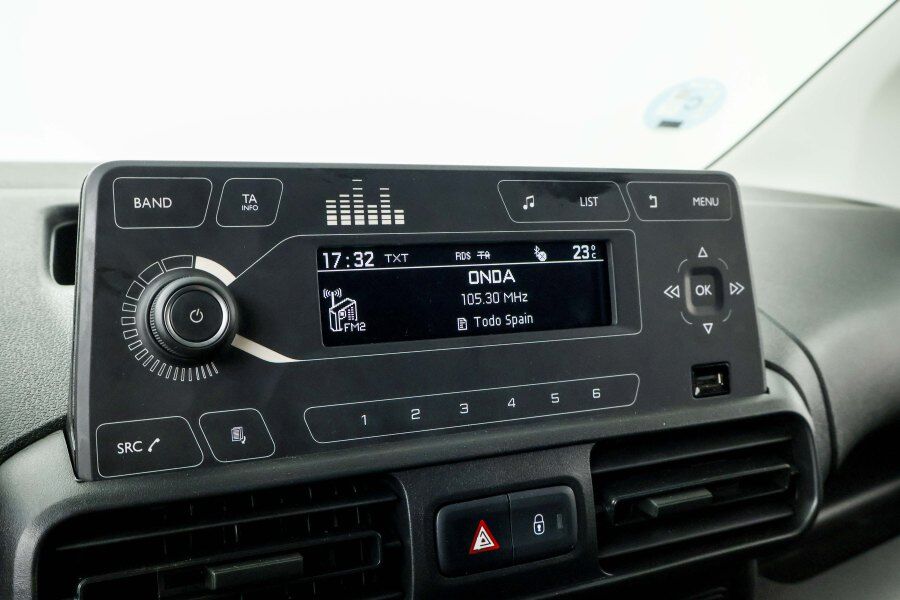 BAND
TA
INFO
LIST
MENU
17:32 TXT RDS TA 23°C
ONDA
105.30 MHz
FM2
Todo Spain
OK
1 2 3 4 5 6
SRC